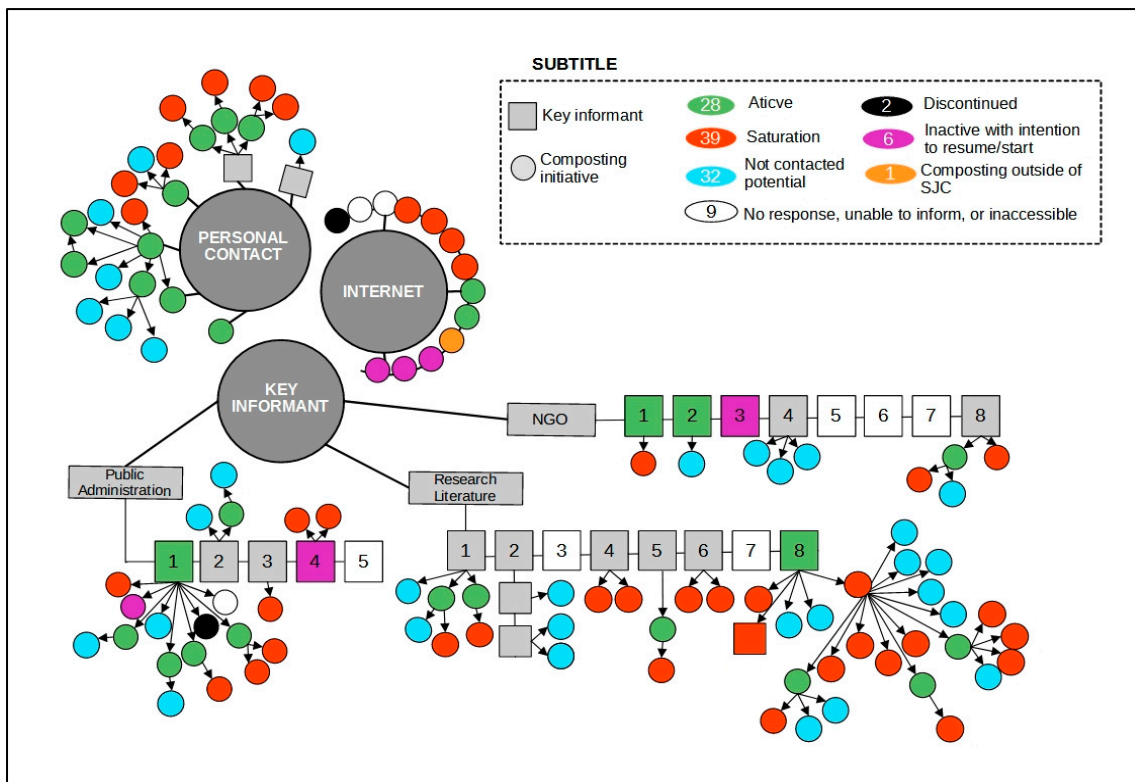 SUBTITLE
Key informant
Composting
initiative
28
Aticve
39
Saturation
32
Not contacted
potential
2
Discontinued
6
Inactive with intention
to resume/start
1
Composting outside of
SJC
9
No response, unable to inform, or inaccessible
PERSONAL
CONTACT
INTERNET
KEY
INFORMANT
NGO
1 2 3 4 5 6 7 8
Public
Administration
1 2 3 4 5
Research
Literature
1 2 3 4 5 6 7 8